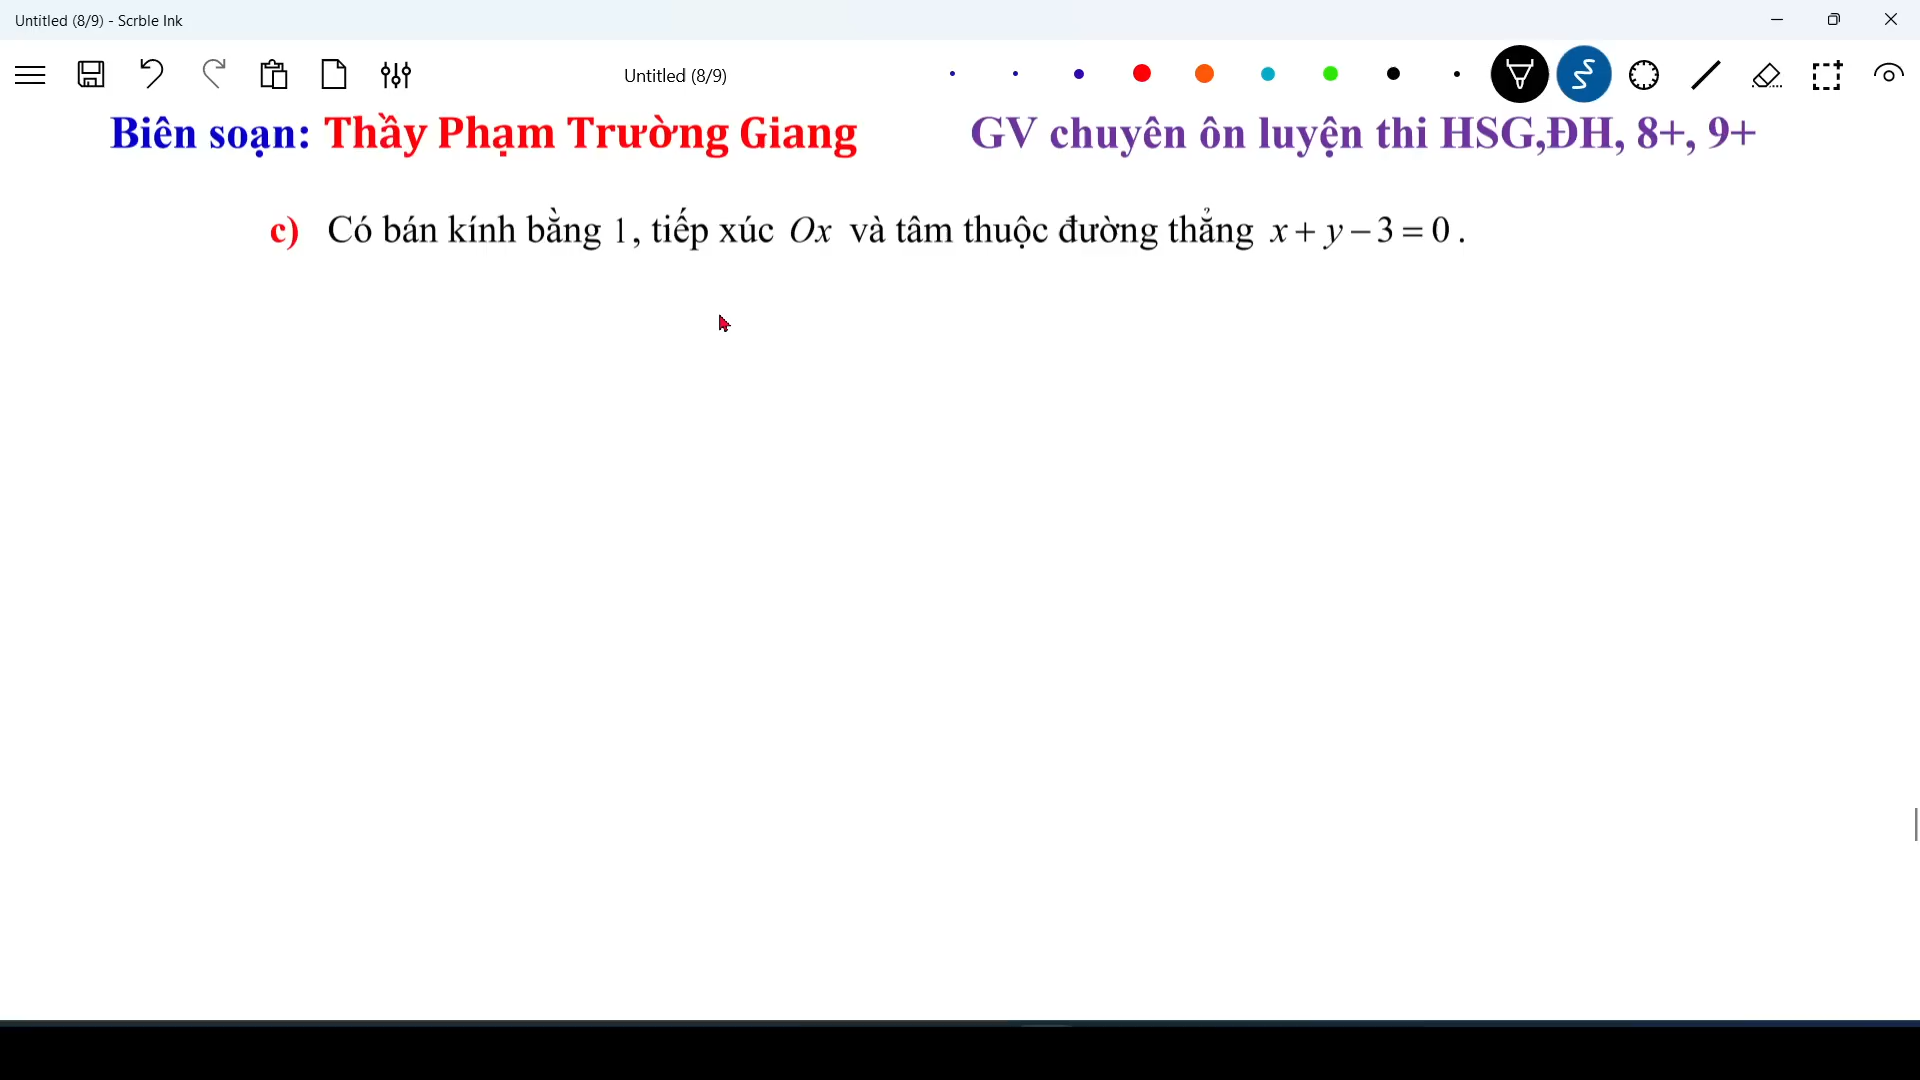 Untitled (8/9) - Scrble Ink
Untitled (8/9)
Biên soạn: Thầy Phạm Trường Giang GV chuyên ôn luyện thi HSG,ĐH, 8+, 9+
c) Có bán kính bằng 1, tiếp xúc Ox và tâm thuộc đường thẳng x + y − 3 = 0.